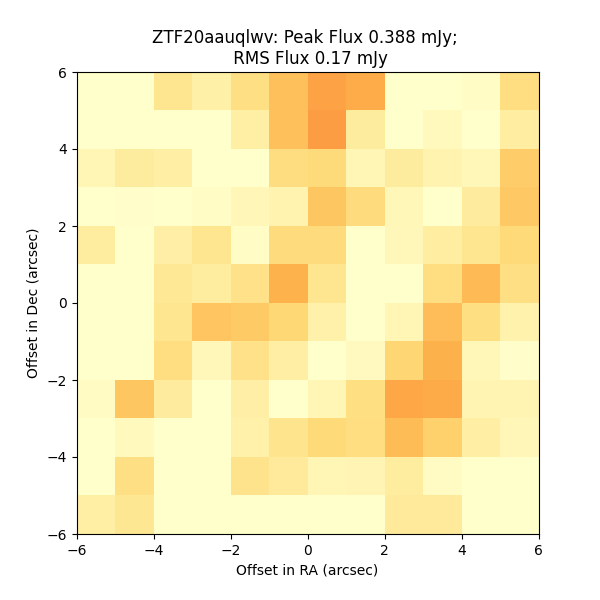 ZTF20aauqlwv: Peak Flux 0.388 mJy;
RMS Flux 0.17 mJy
6
4
2
0
−2
−4
−6
Offset in Dec (arcsec)
−6 −4 −2 0 2 4 6
Offset in RA (arcsec)